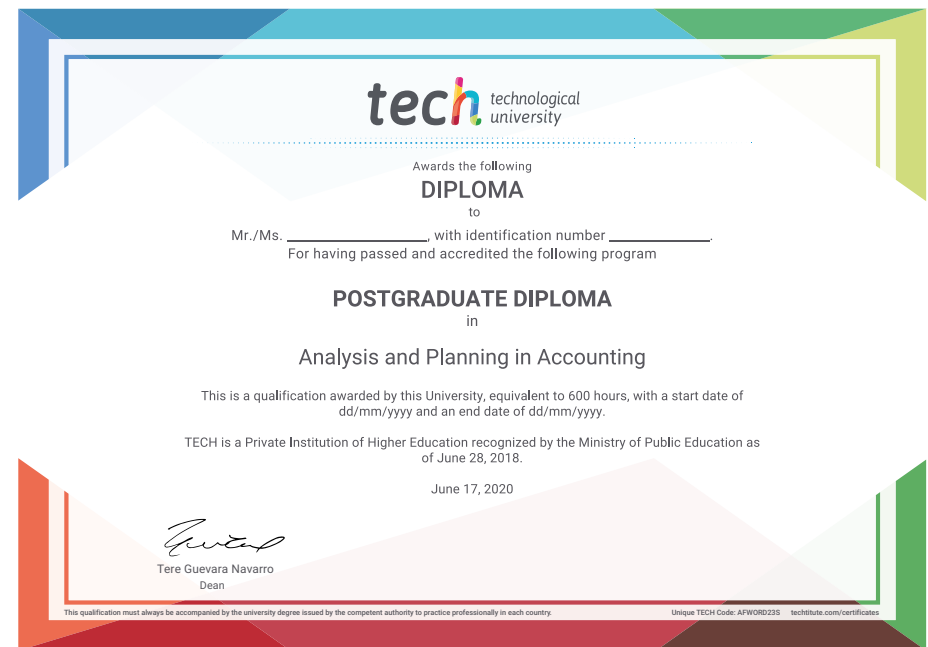 tech technological
university
Awards the following
DIPLOMA
to
Mr./Ms. ____________________, with identification number ______________.
For having passed and accredited the following program
POSTGRADUATE DIPLOMA
in
Analysis and Planning in Accounting
This is a qualification awarded by this University, equivalent to 600 hours, with a start date of
dd/mm/yyyy and an end date of dd/mm/yyyy.
TECH is a Private Institution of Higher Education recognized by the Ministry of Public Education as
of June 28, 2018.
June 17, 2020
Tere Guevara Navarro
Dean
This qualification must always be accompanied by the university degree issued by the competent authority to practice professionally in each country. Unique TECH Code: AFWORD23S techtitute.com/certificates